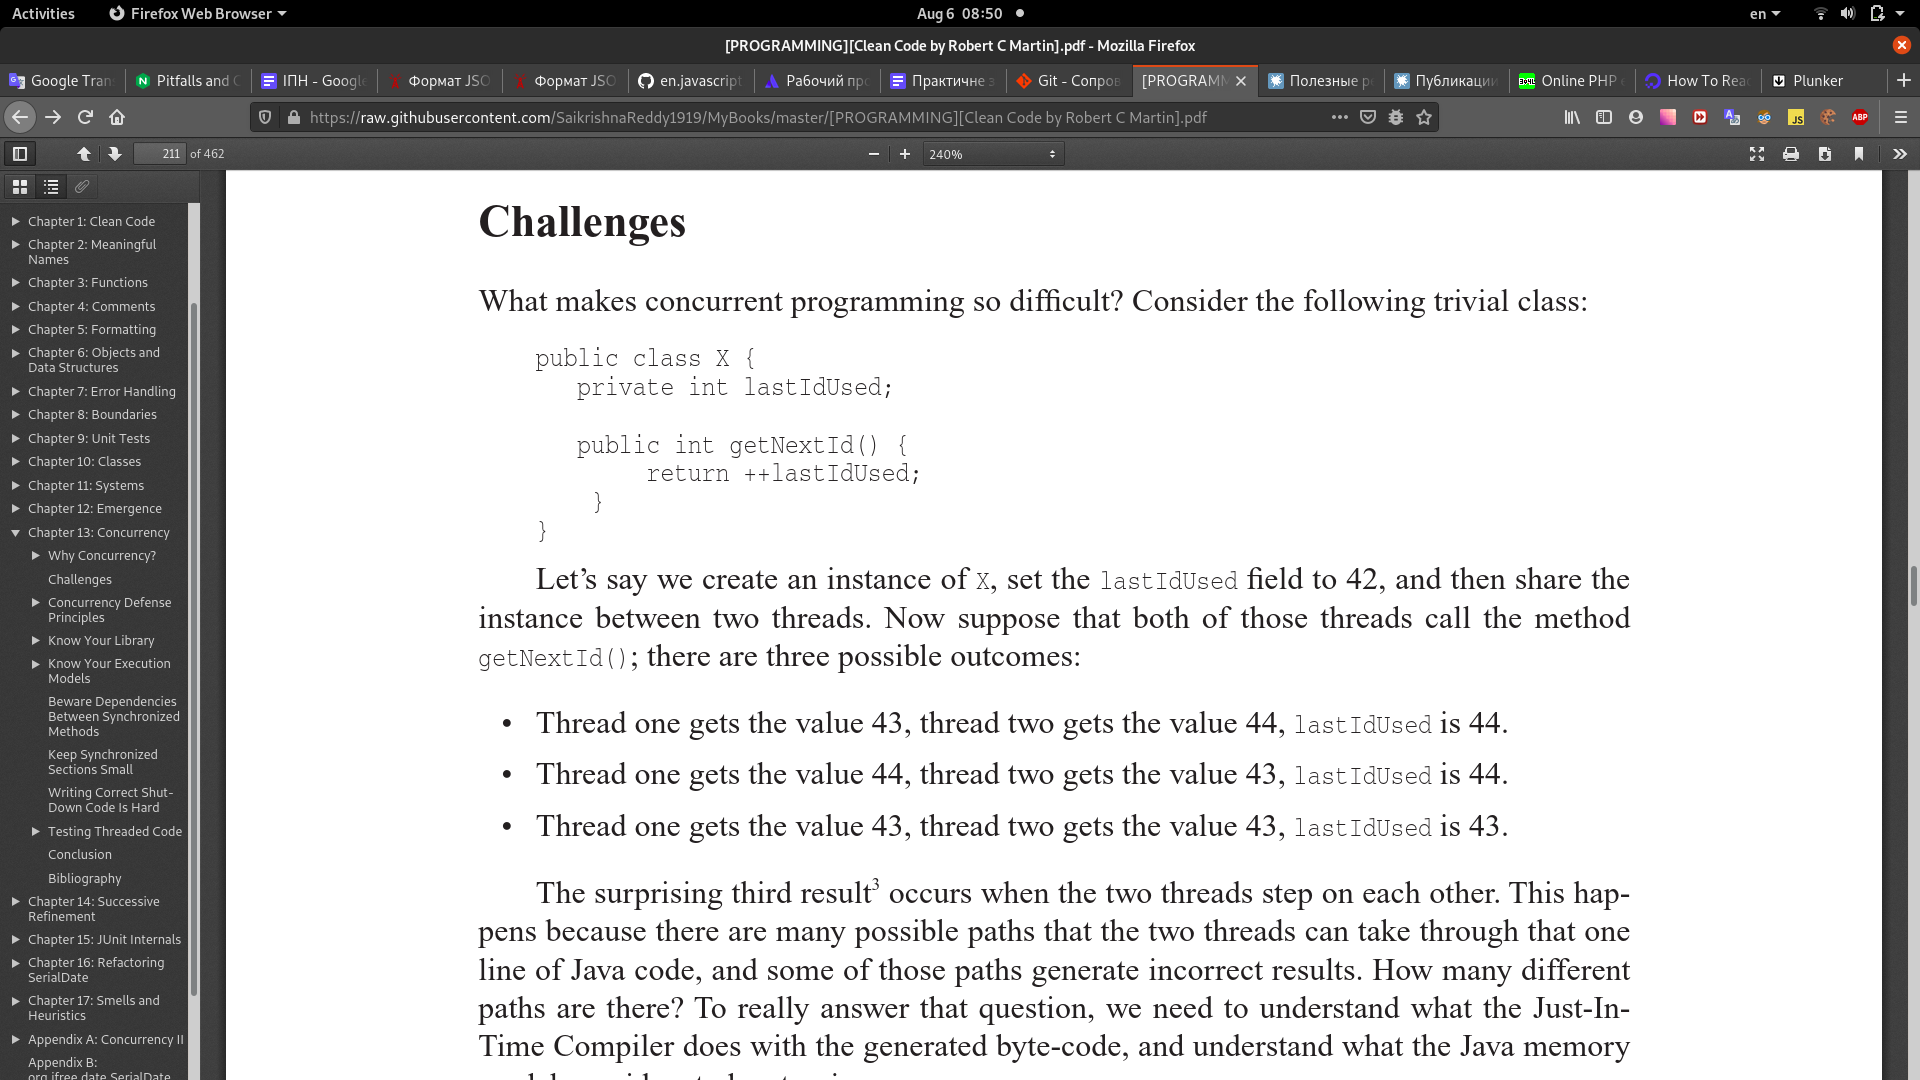 Activities Firefox Web Browser Aug 6 08:50 en
[PROGRAMMING][Clean Code by Robert C Martin].pdf - Mozilla Firefox
Google Tran Pitfalls and C ІПН - Google Формат JSO Формат JSO en.javascript Рабочий пр Практичне з Git - Сопров [PROGRAMM Полезные р Публикации Online PHP How To Read Plunker
https://raw.githubusercontent.com/SaikrishnaReddy1919/MyBooks/master/[PROGRAMMING][Clean Code by Robert C Martin].pdf
211 of 462 240%
Chapter 1: Clean Code
Chapter 2: Meaningful
Names
Chapter 3: Functions
Chapter 4: Comments
Chapter 5: Formatting
Chapter 6: Objects and
Data Structures
Chapter 7: Error Handling
Chapter 8: Boundaries
Chapter 9: Unit Tests
Chapter 10: Classes
Chapter 11: Systems
Chapter 12: Emergence
Chapter 13: Concurrency
Why Concurrency?
Challenges
Concurrency Defense
Principles
Know Your Library
Know Your Execution
Models
Beware Dependencies
Between Synchronized
Methods
Keep Synchronized
Sections Small
Writing Correct Shut-
Down Code Is Hard
Testing Threaded Code
Conclusion
Bibliography
Chapter 14: Successive
Refinement
Chapter 15: JUnit Internals
Chapter 16: Refactoring
SerialDate
Chapter 17: Smells and
Heuristics
Appendix A: Concurrency II
Appendix B:
org.jfree.date.SerialDate
Challenges
What makes concurrent programming so difficult? Consider the following trivial class:
public class X {
private int lastIdUsed;
public int getNextId() {
return ++lastIdUsed;
}
}
Let’s say we create an instance of X, set the lastIdUsed field to 42, and then share the
instance between two threads. Now suppose that both of those threads call the method
getNextId(); there are three possible outcomes:
• Thread one gets the value 43, thread two gets the value 44, lastIdUsed is 44.
• Thread one gets the value 44, thread two gets the value 43, lastIdUsed is 44.
• Thread one gets the value 43, thread two gets the value 43, lastIdUsed is 43.
The surprising third result3 occurs when the two threads step on each other. This hap-
pens because there are many possible paths that the two threads can take through that one
line of Java code, and some of those paths generate incorrect results. How many different
paths are there? To really answer that question, we need to understand what the Just-In-
Time Compiler does with the generated byte-code, and understand what the Java memory